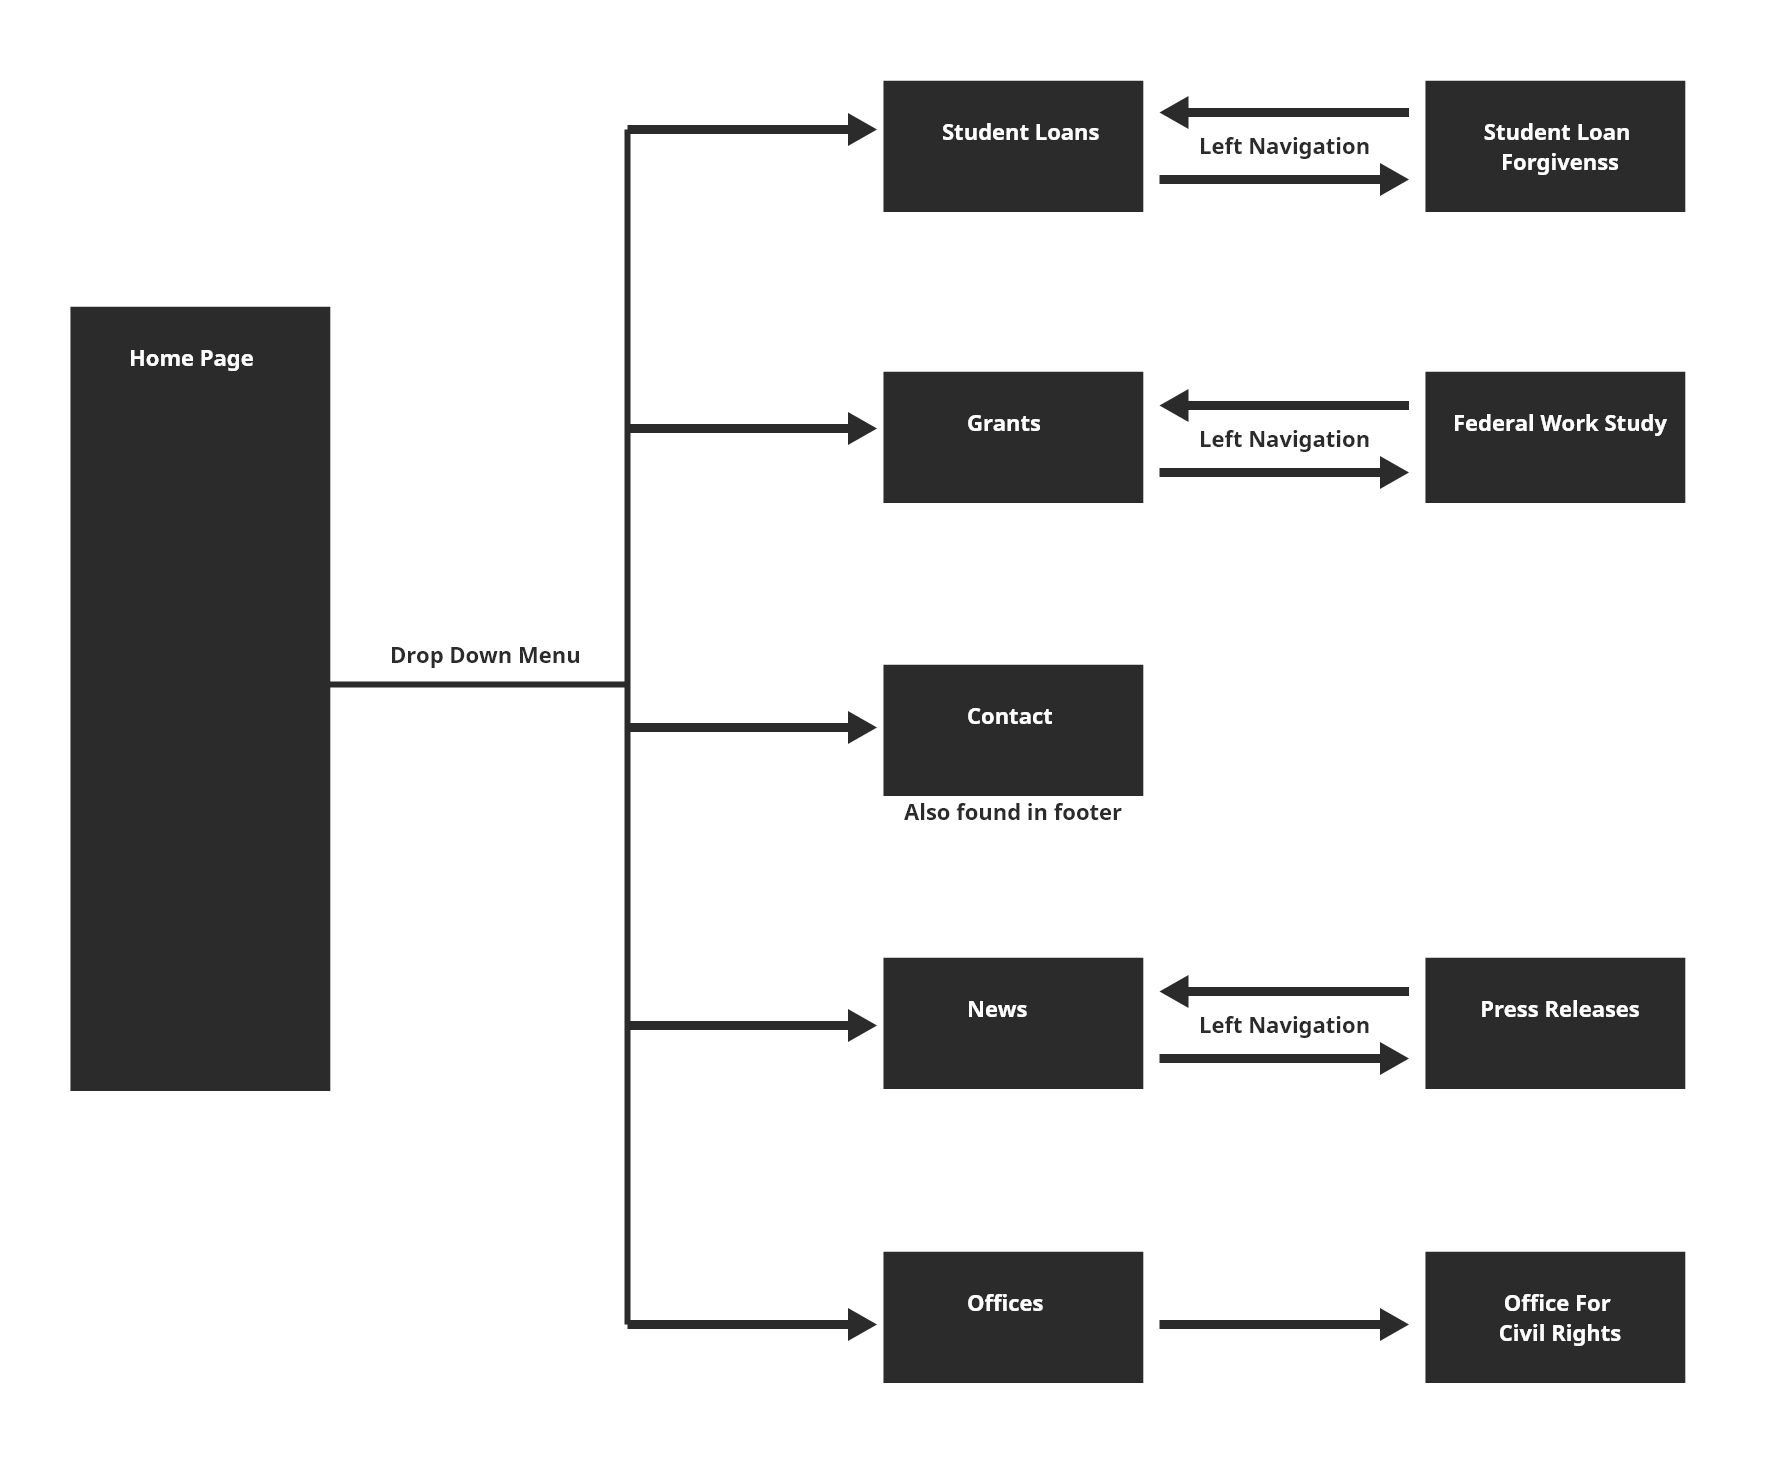 Student Loans
Left Navigation
Student Loan
Forgivenss
Home Page
Grants
Left Navigation
Federal Work Study
Drop Down Menu
Contact
Also found in footer
News
Left Navigation
Press Releases
Offices
Office For
Civil Rights